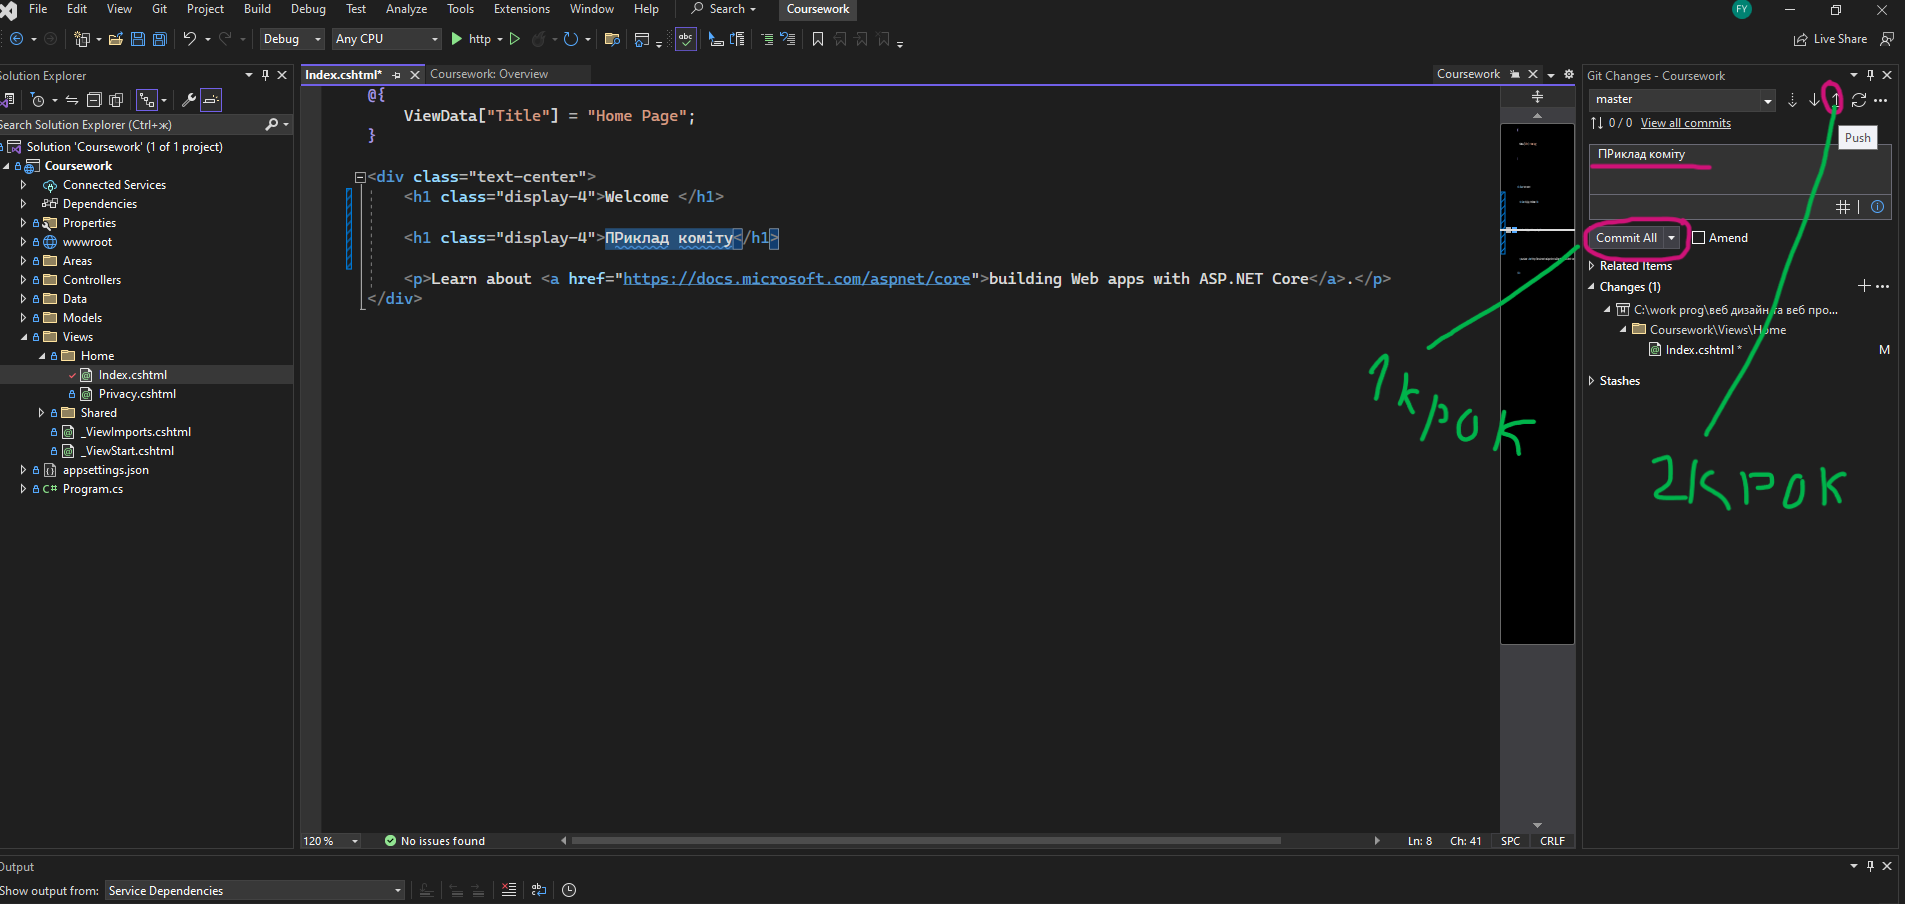 File Edit View Git Project Build Debug Test Analyze Tools Extensions Window Help Search Coursework FY
Debug Any CPU http Live Share
Solution Explorer
Search Solution Explorer (Ctrl+ж)
Solution 'Coursework' (1 of 1 project)
Coursework
Connected Services
Dependencies
Properties
wwwroot
Areas
Controllers
Data
Models
Views
Home
Index.cshtml
Privacy.cshtml
Shared
_ViewImports.cshtml
_ViewStart.cshtml
appsettings.json
C# Program.cs
Index.cshtml* Coursework: Overview Coursework
@{
ViewData["Title"] = "Home Page";
}
<div class="text-center">
<h1 class="display-4">Welcome </h1>
<h1 class="display-4">ПРиклад коміту</h1>
<p>Learn about <a href="https://docs.microsoft.com/aspnet/core">building Web apps with ASP.NET Core</a>.</p>
</div>
120 % No issues found Ln: 8 Ch: 41 SPC CRLF
Git Changes - Coursework
master
0 / 0 View all commits
Push
ПРиклад коміту
Commit All Amend
Related Items
Changes (1)
C:\work prog\веб дизайн та веб про...
Coursework\Views\Home
Index.cshtml * M
Stashes
1 крок
2 крок
Output
Show output from: Service Dependencies